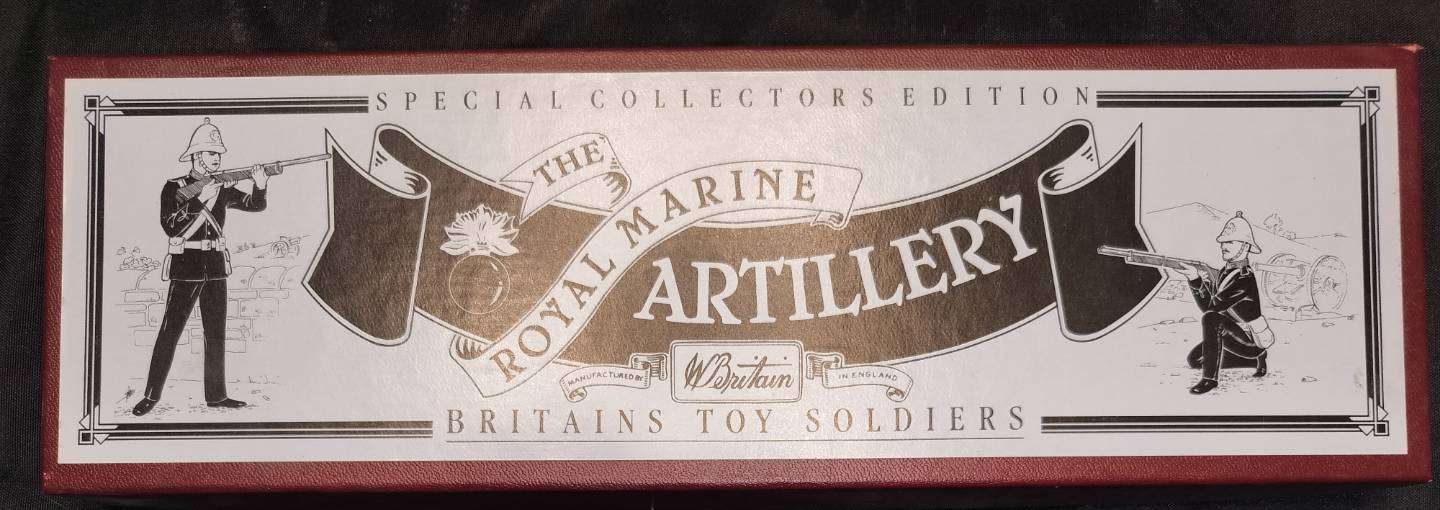 SPECIAL COLLECTORS EDITION
THE
ROYAL MARINE
ARTILLERY
MANUFACTURED BY
W Britain
IN ENGLAND
BRITAINS TOY SOLDIERS